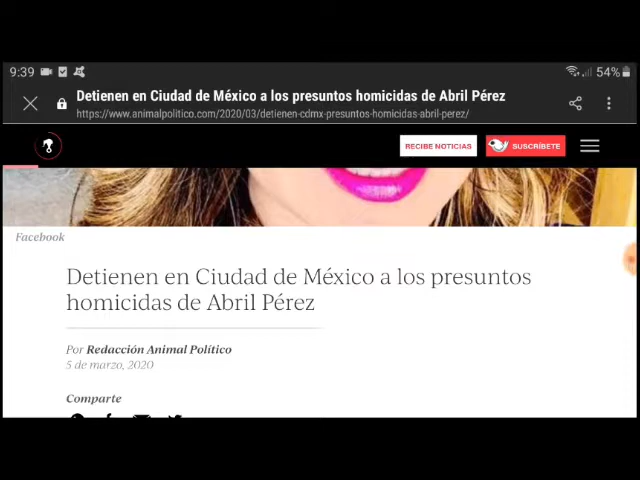 9:39
54%
Detienen en Ciudad de México a los presuntos homicidas de Abril Pérez
https://www.animalpolitico.com/2020/03/detienen-cdmx-presuntos-homicidas-abril-perez/
RECIBE NOTICIAS
SUSCRÍBETE
Facebook
Detienen en Ciudad de México a los presuntos
homicidas de Abril Pérez
Por Redacción Animal Político
5 de marzo, 2020
Comparte